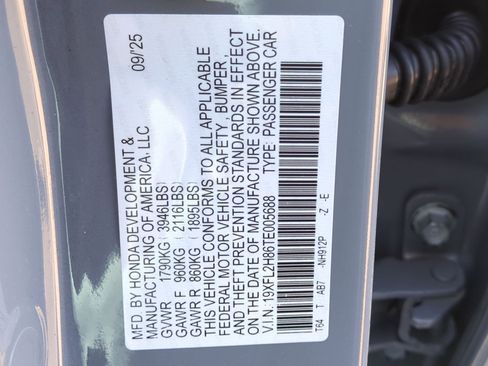 MFD. BY HONDA DEVELOPMENT & 09/25
MANUFACTURING OF AMERICA, LLC
GVWR 1790KG (3946LBS)
GAWR F 960KG (2116LBS)
GAWR R 860KG (1895LBS)
THIS VEHICLE CONFORMS TO ALL APPLICABLE
FEDERAL MOTOR VEHICLE SAFETY, BUMPER,
AND THEFT PREVENTION STANDARDS IN EFFECT
ON THE DATE OF MANUFACTURE SHOWN ABOVE.
V.I.N. 19XFL2H86TE005688 TYPE: PASSENGER CAR
T64 T AB7 -NH912P -Z -E